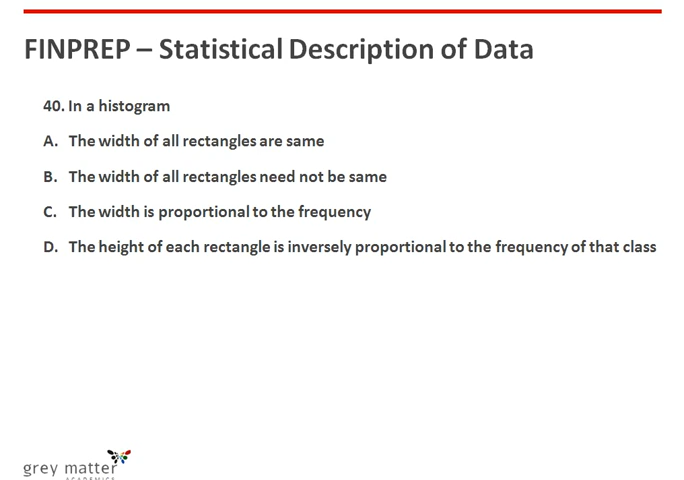 FINPREP – Statistical Description of Data
40. In a histogram
A. The width of all rectangles are same
B. The width of all rectangles need not be same
C. The width is proportional to the frequency
D. The height of each rectangle is inversely proportional to the frequency of that class
grey matter
ACADEMICS